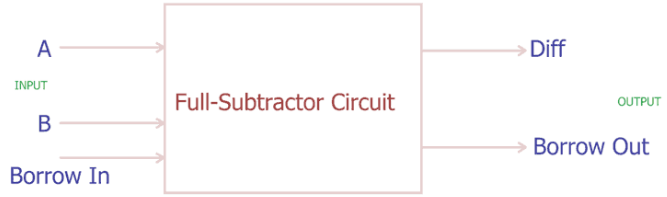 A
Diff
INPUT
Full-Subtractor Circuit
OUTPUT
B
Borrow Out
Borrow In